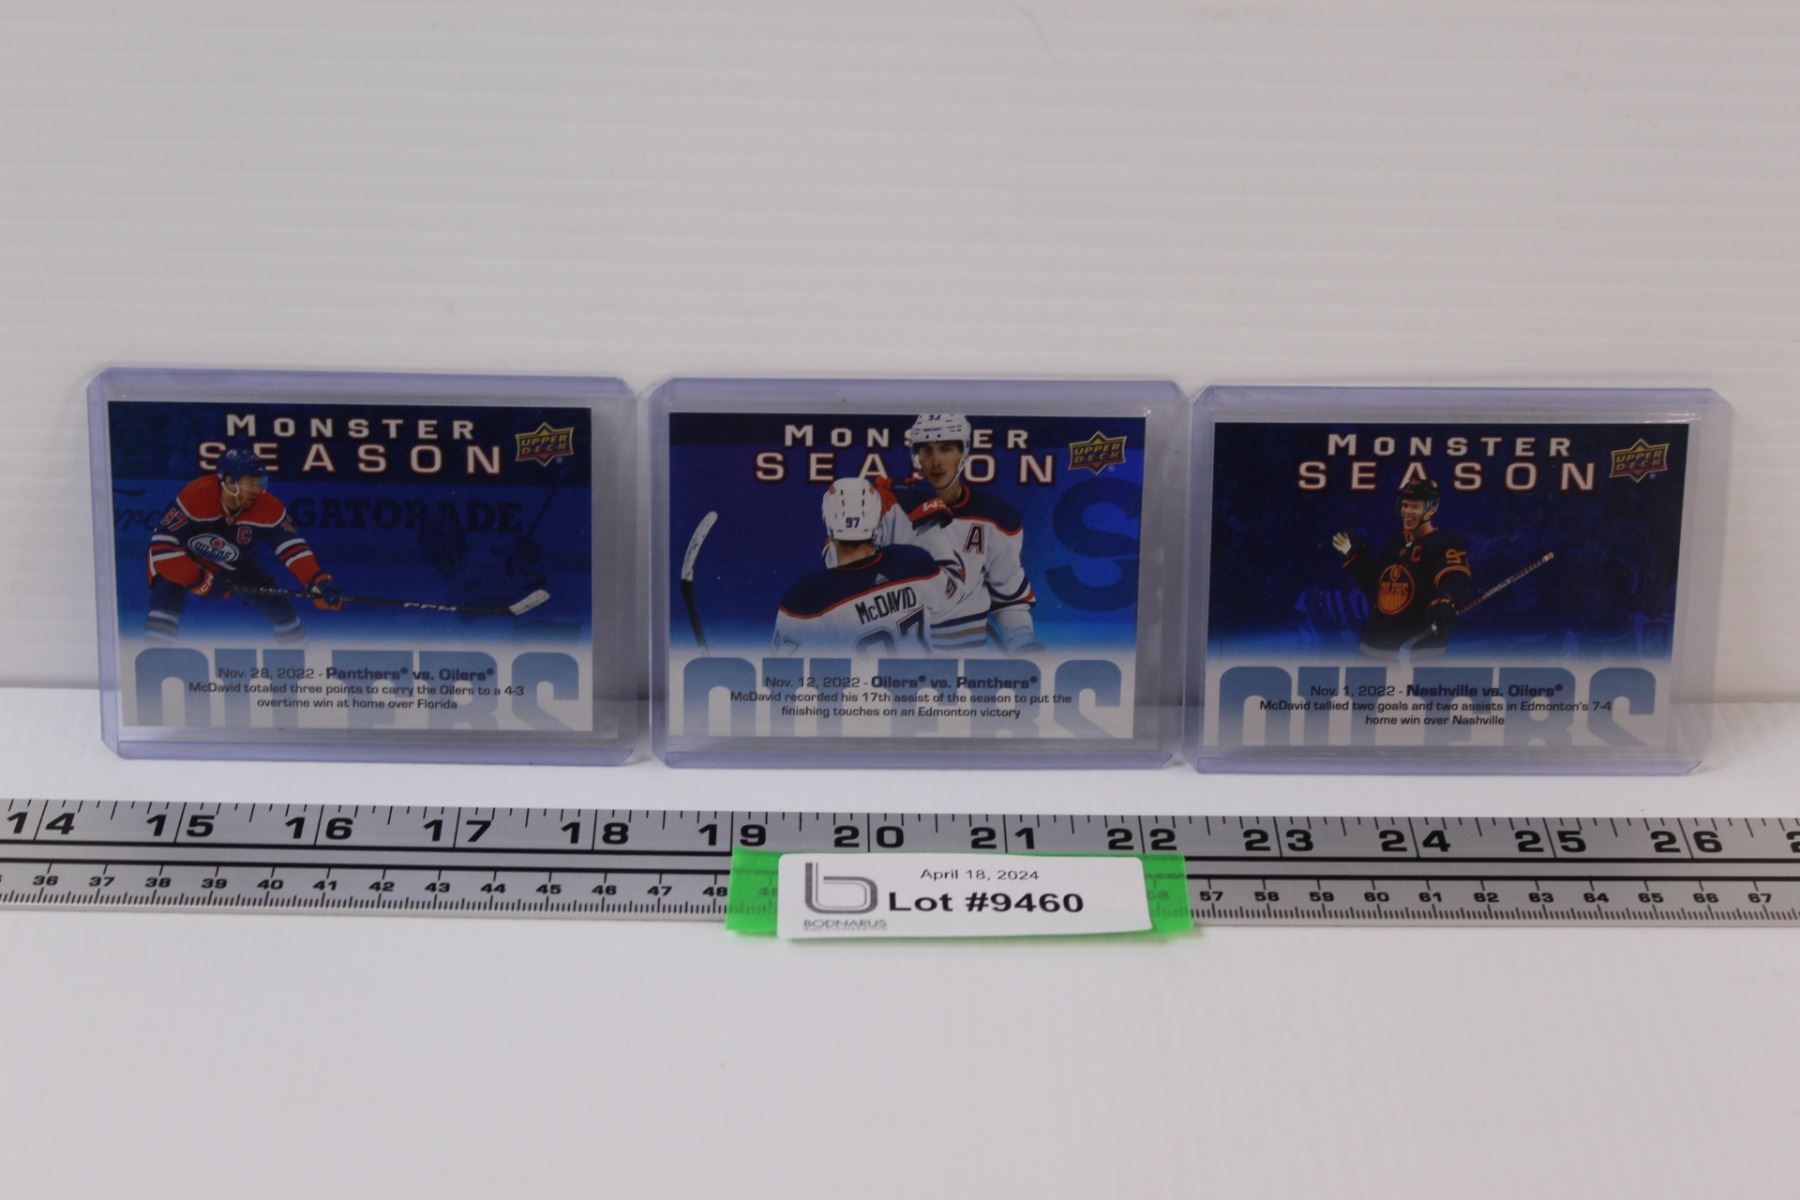 MONSTER
SEASON
UPPER
DECK
GATORADE
97
C
OILERS
CCM
OILERS
Nov. 28, 2022 - Panthers® vs. Oilers®
McDavid totaled three points to carry the Oilers to a 4-3
overtime win at home over Florida
MONSTER
SEASON
UPPER
DECK
93
97
A
S
McDAVID
97
OILERS
Nov. 12, 2022 - Oilers® vs. Panthers®
McDavid recorded his 17th assist of the season to put the
finishing touches on an Edmonton victory
MONSTER
SEASON
UPPER
DECK
C
OILERS
OILERS
Nov. 1, 2022 - Nashville vs. Oilers®
McDavid tallied two goals and two assists in Edmonton's 7-4
home win over Nashville
14 15 16 17 18 19 20 21 22 23 24 25 26
36 37 38 39 40 41 42 43 44 45 46 47 48 57 58 59 60 61 62 63 64 65 66 67
April 18, 2024
Lot #9460
BODNARUS